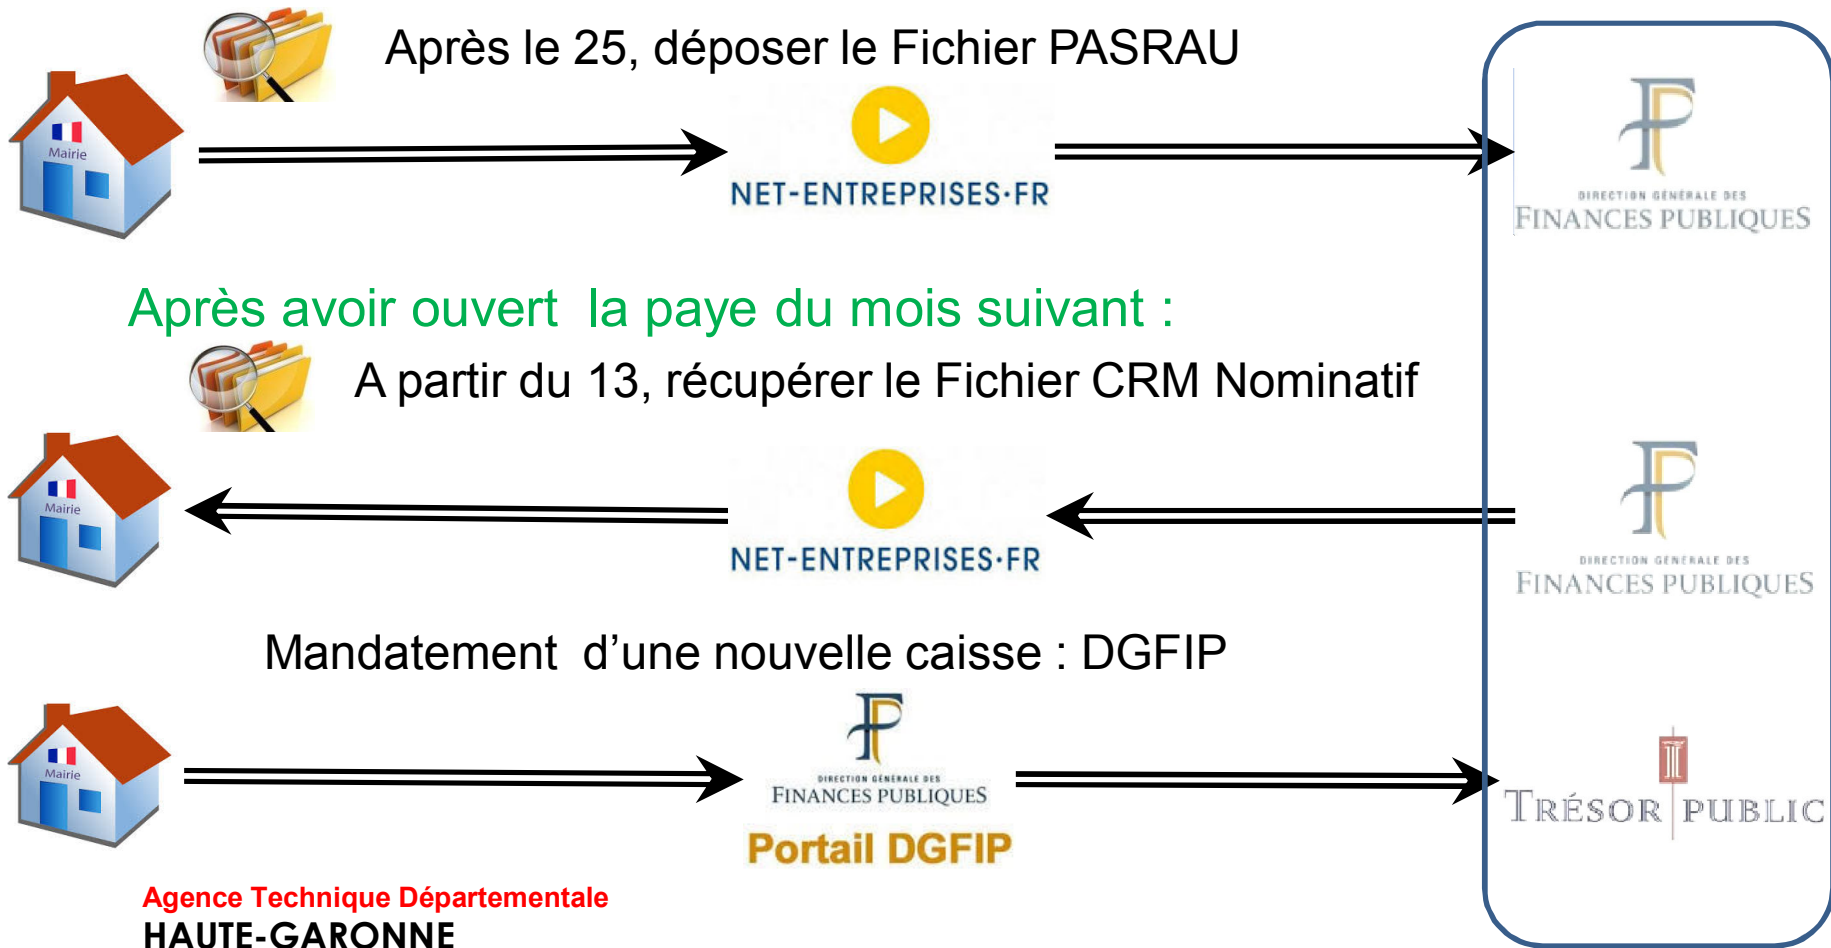 Après le 25, déposer le Fichier PASRAU
Mairie
NET-ENTREPRISES·FR
DIRECTION GÉNÉRALE DES
FINANCES PUBLIQUES
Après avoir ouvert la paye du mois suivant :
A partir du 13, récupérer le Fichier CRM Nominatif
Mairie
NET-ENTREPRISES·FR
DIRECTION GÉNÉRALE DES
FINANCES PUBLIQUES
Mandatement d’une nouvelle caisse : DGFIP
Mairie
DIRECTION GÉNÉRALE DES
FINANCES PUBLIQUES
Portail DGFIP
TRÉSOR PUBLIC
Agence Technique Départementale
HAUTE-GARONNE